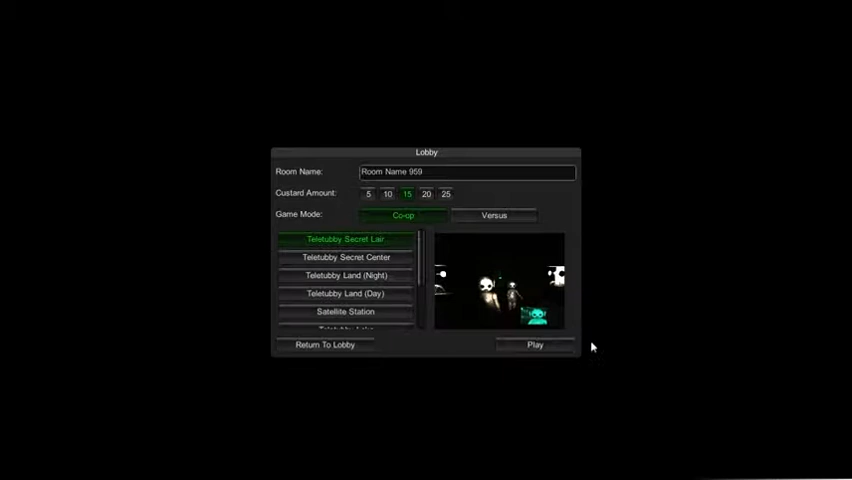 Lobby
Room Name: Room Name 959
Custard Amount: 5 10 15 20 25
Game Mode: Co-op Versus
Teletubby Secret Lair
Teletubby Secret Center
Teletubby Land (Night)
Teletubby Land (Day)
Satellite Station
Return To Lobby Play